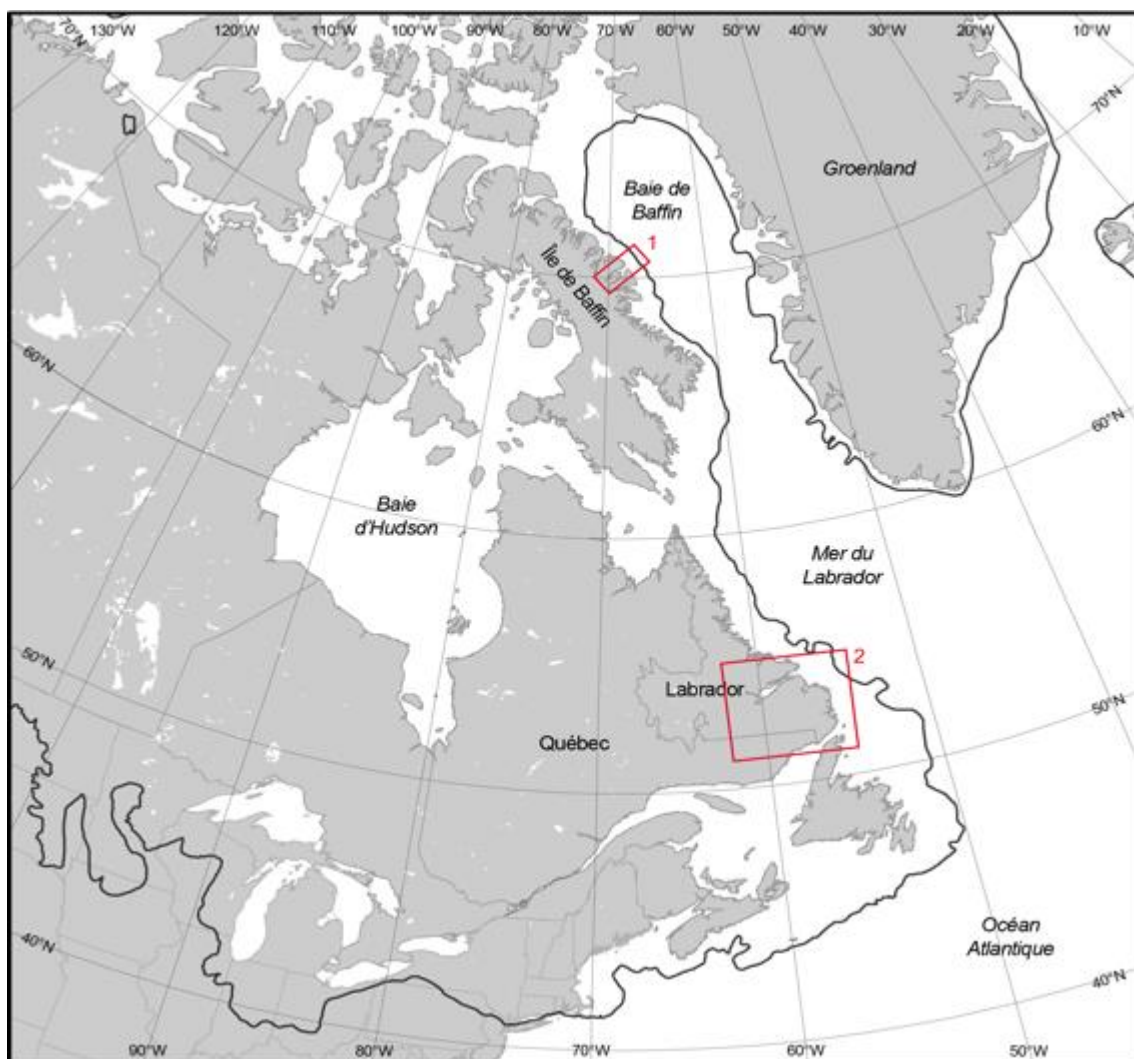 70°N 130°W 120°W 110°W 100°W 90°W 80°W 70°W 60°W 50°W 40°W 30°W 20°W 10°W
70°N
Groenland
Baie de
Baffin
1
Île de Baffin
60°N
60°N
Baie
d'Hudson
Mer du
Labrador
2
50°N
Labrador
50°N
Québec
Océan
Atlantique
40°N
40°N
90°W 80°W 70°W 60°W 50°W